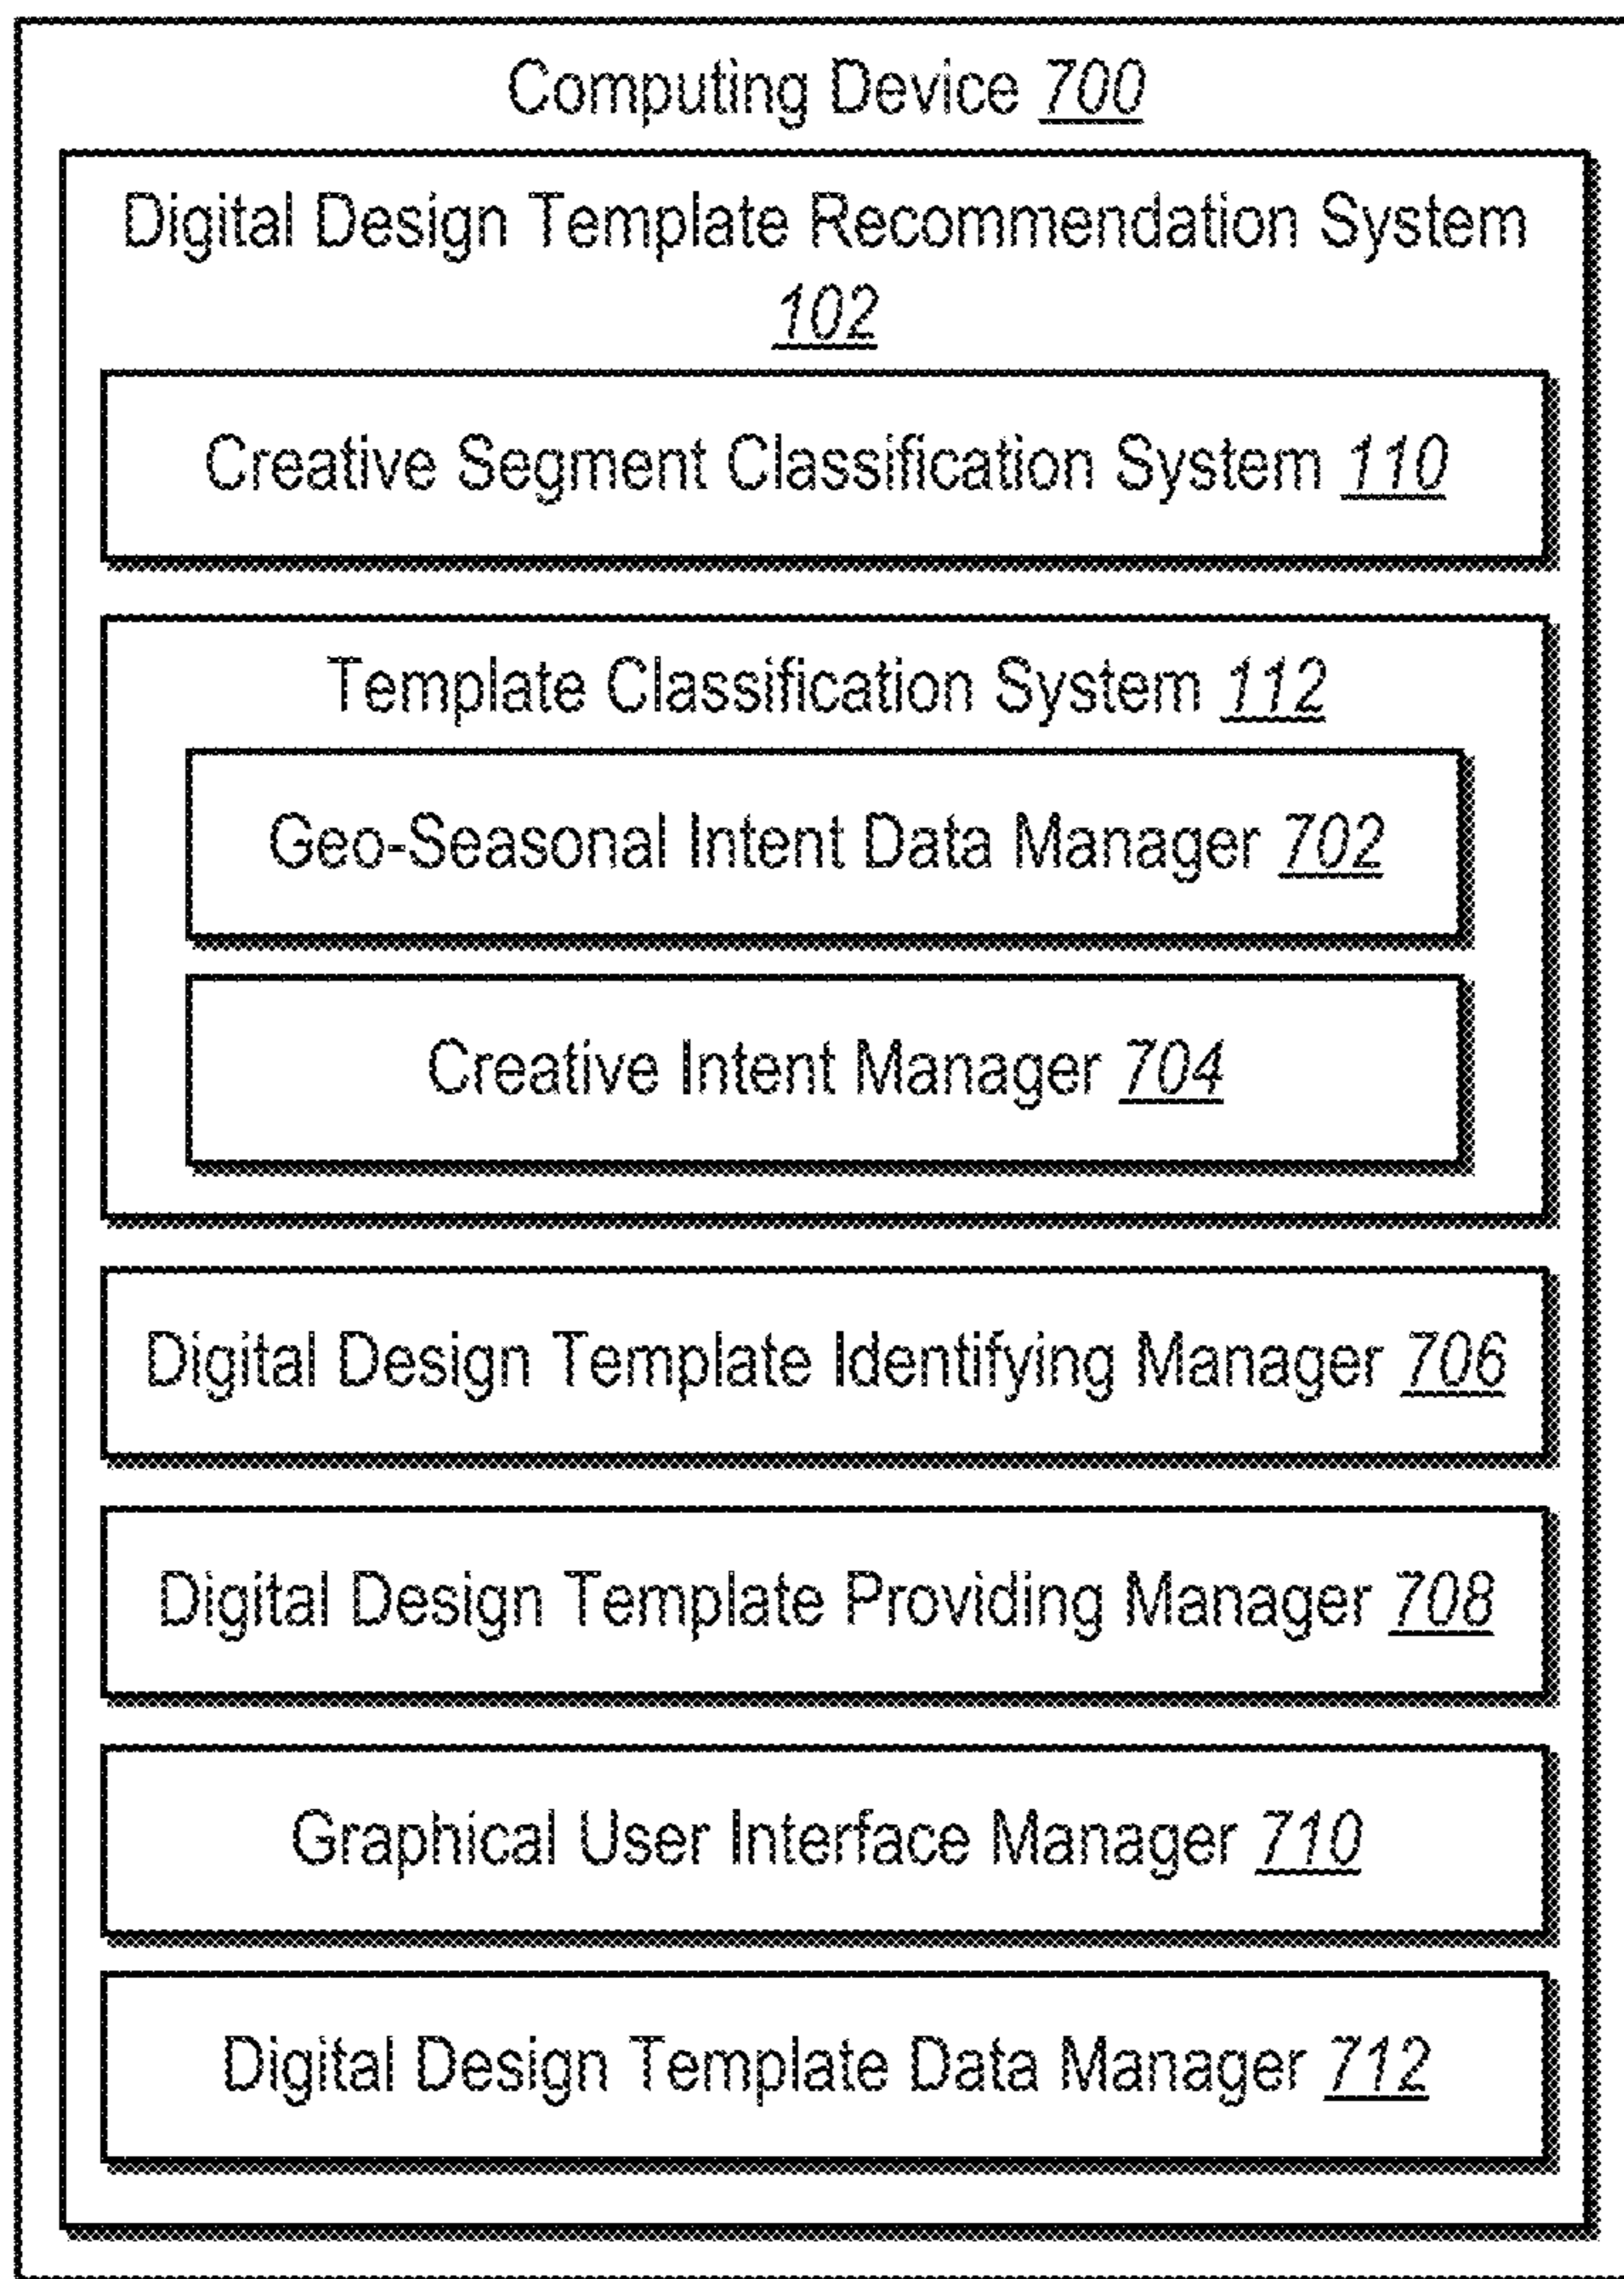 Computing Device 700
Digital Design Template Recommendation System
102
Creative Segment Classification System 110
Template Classification System 112
Geo-Seasonal Intent Data Manager 702
Creative Intent Manager 704
Digital Design Template Identifying Manager 706
Digital Design Template Providing Manager 708
Graphical User Interface Manager 710
Digital Design Template Data Manager 712